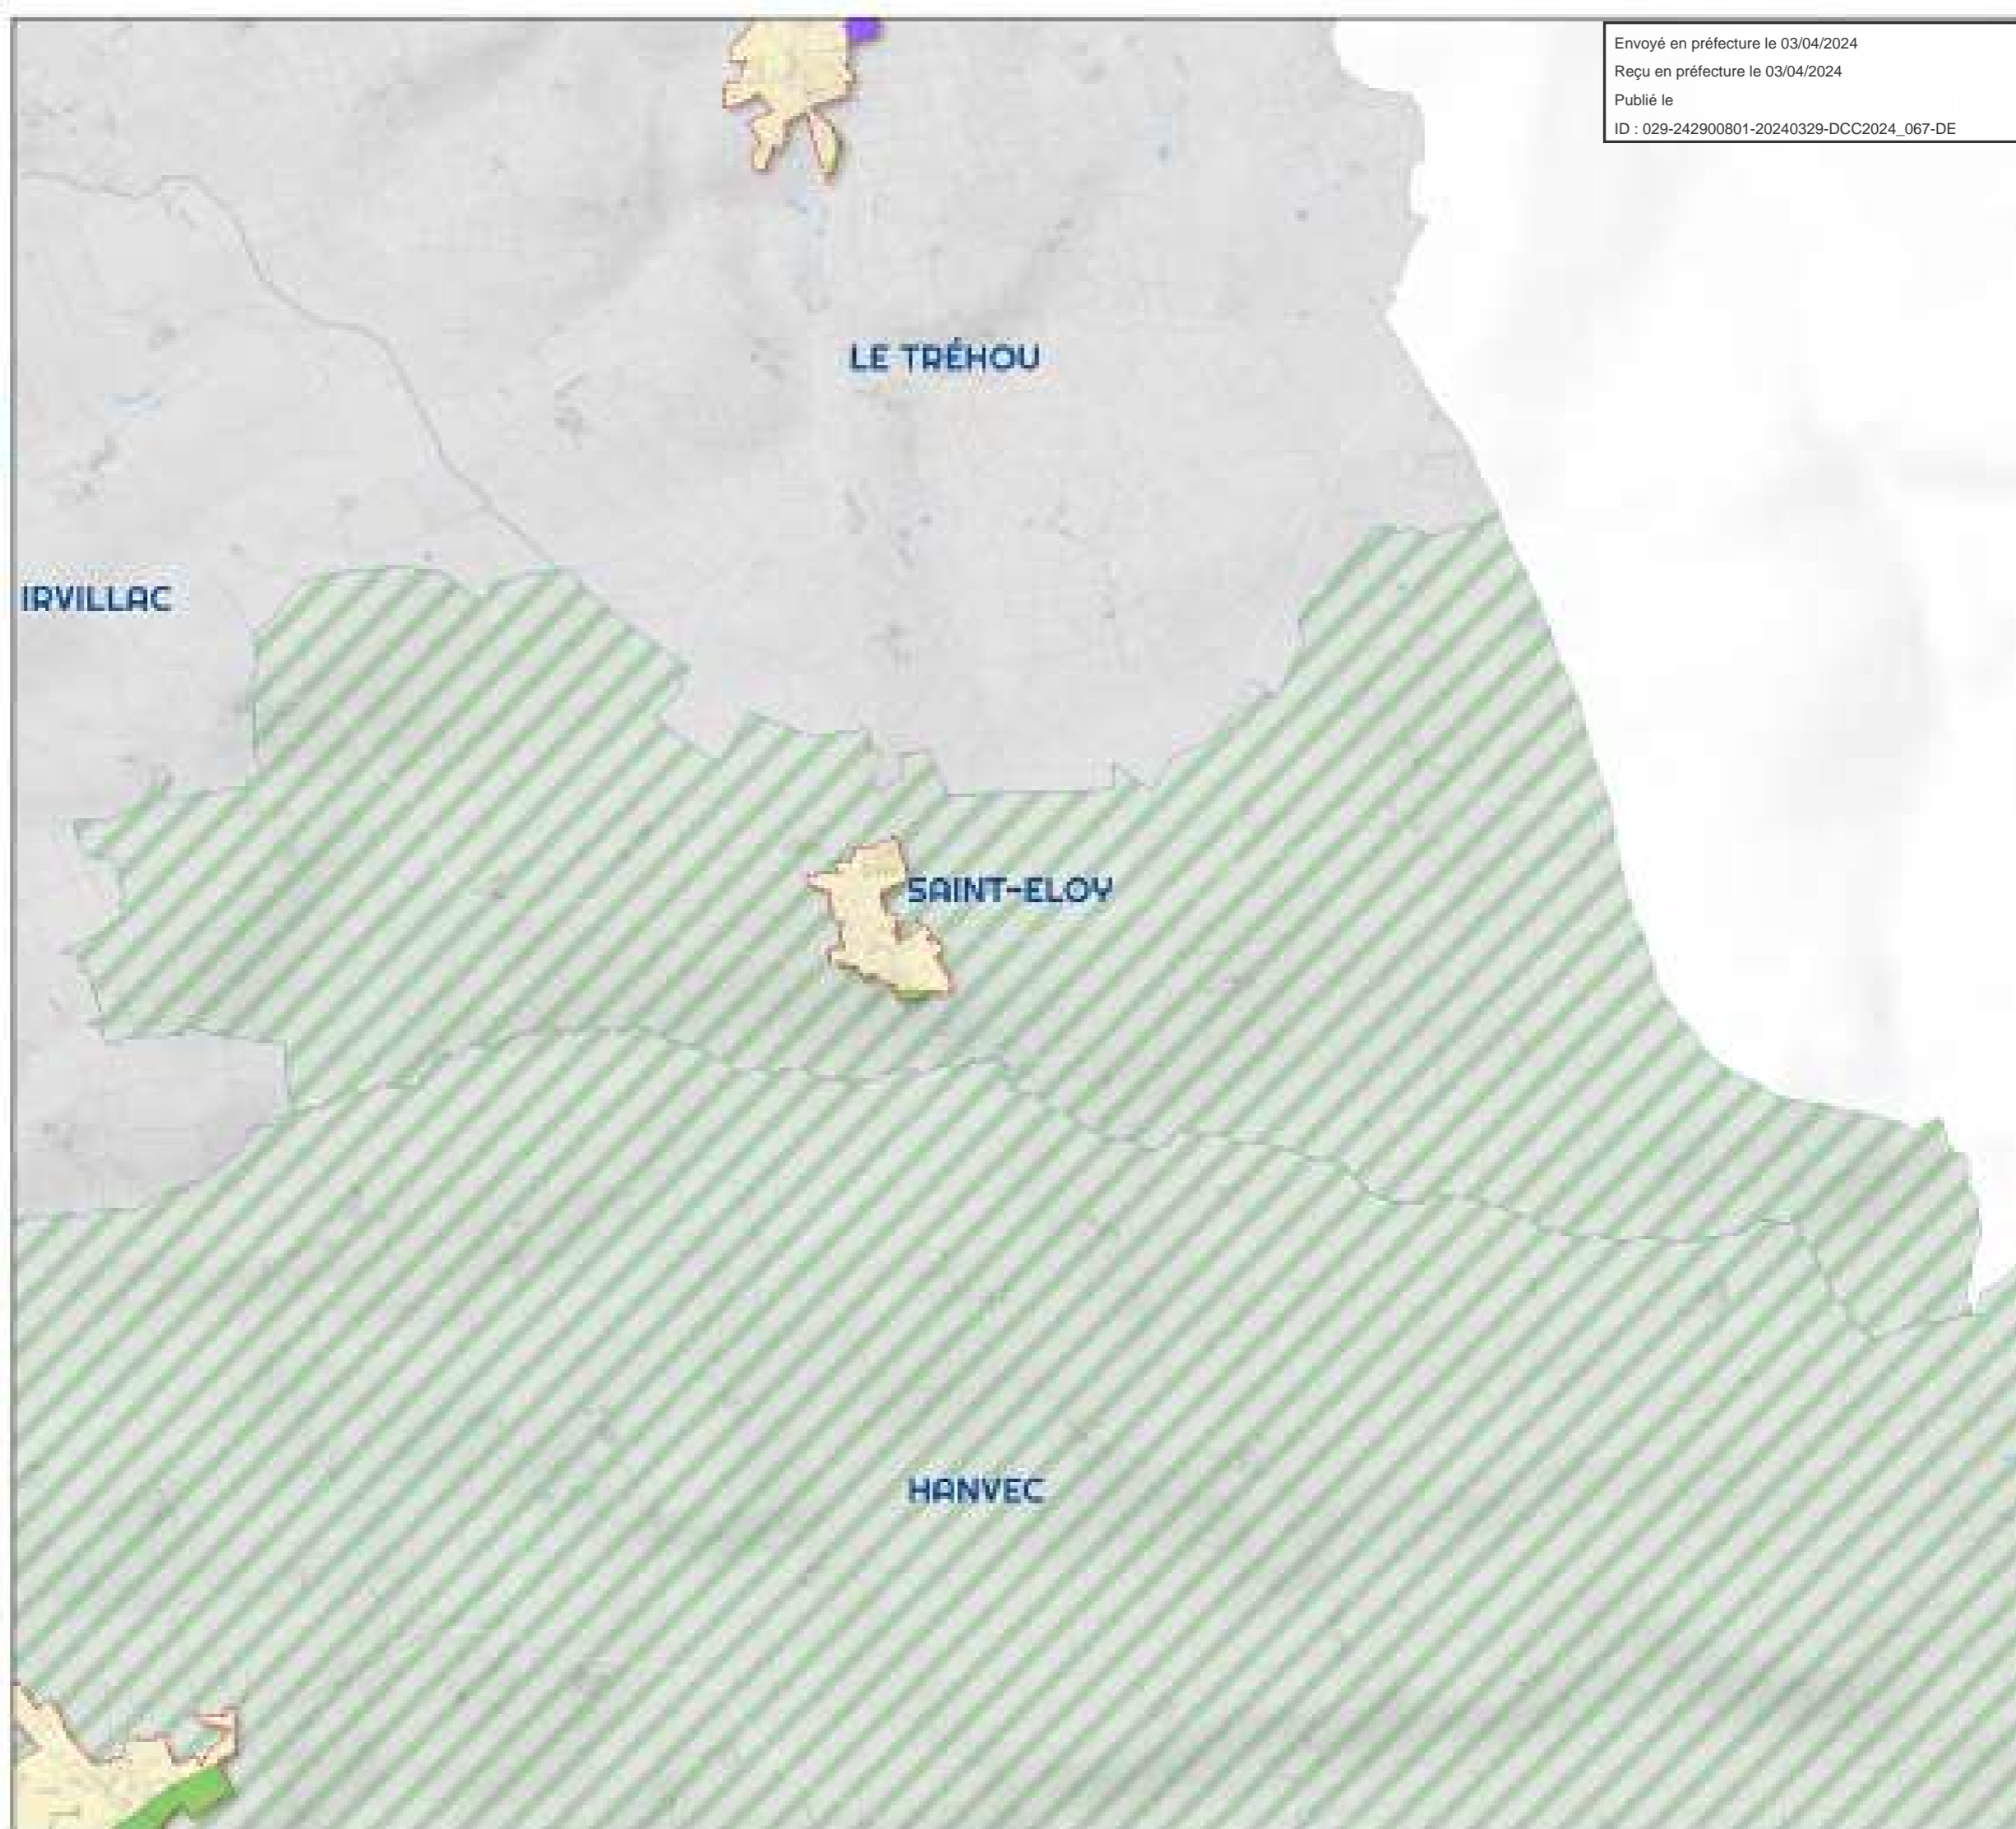 Envoyé en préfecture le 03/04/2024
Reçu en préfecture le 03/04/2024
Publié le
ID : 029-242900801-20240329-DCC2024_067-DE
LE TRÉHOU
IRVILLAC
SAINT-ELOY
HANVEC